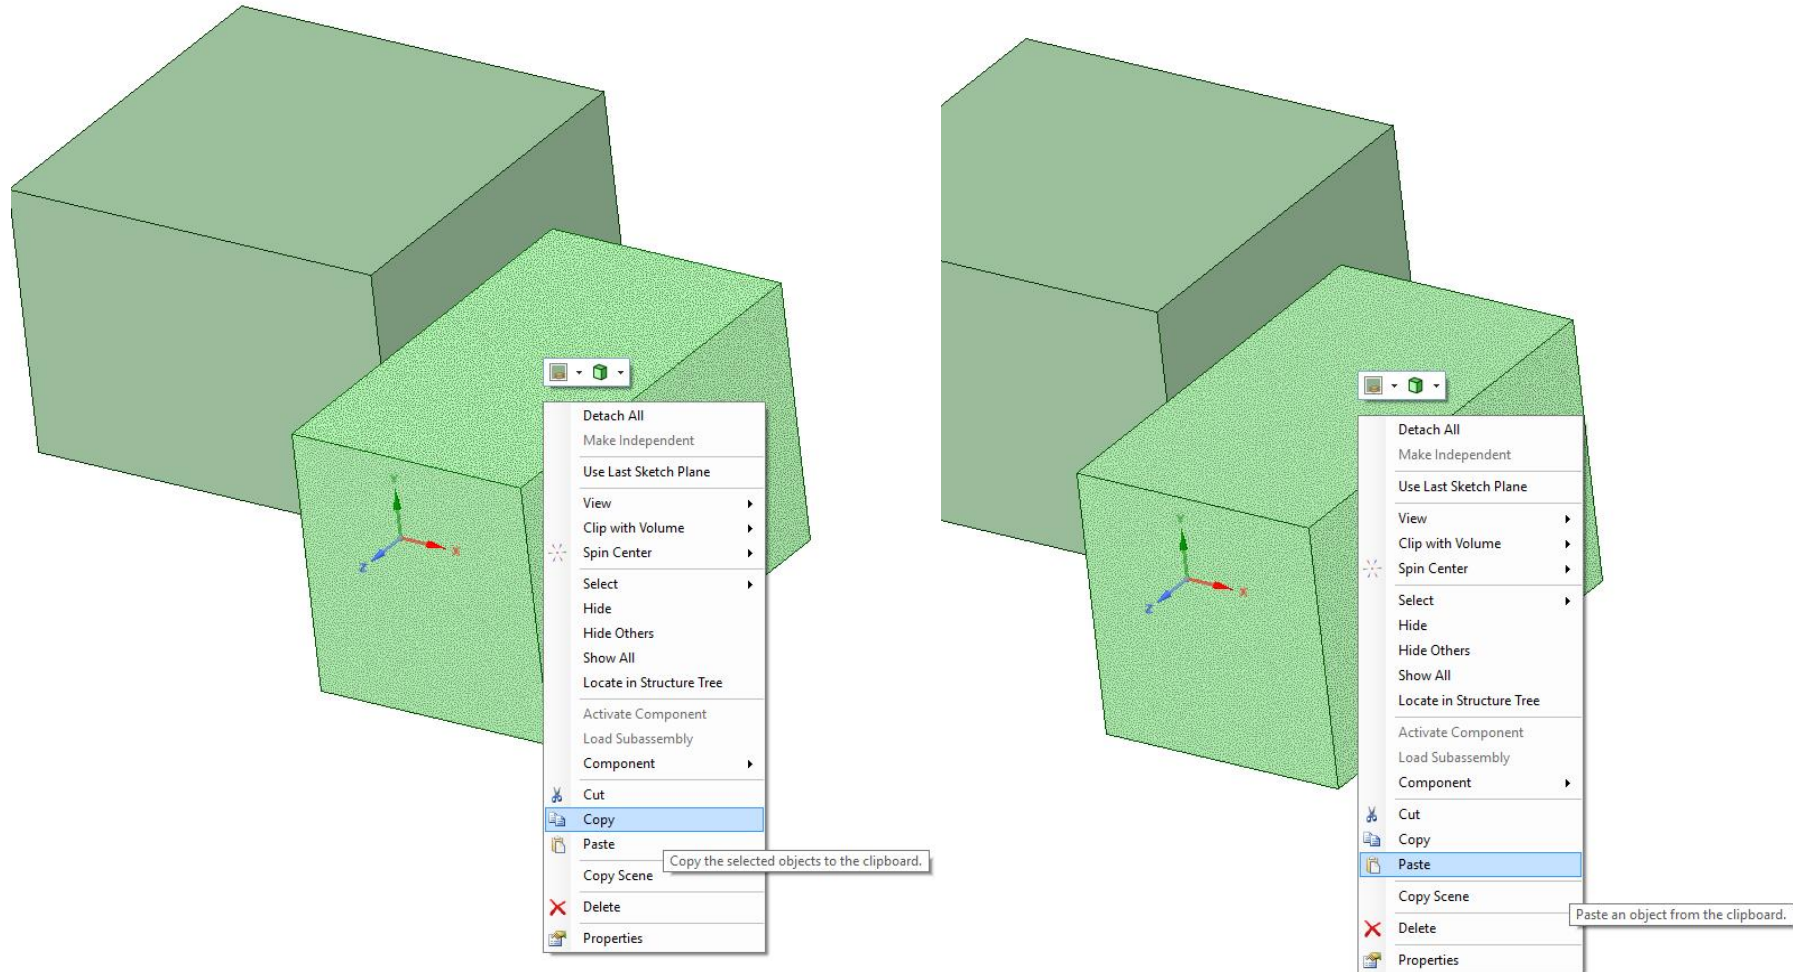 Detach All
Make Independent
Use Last Sketch Plane
View
Clip with Volume
Spin Center
Select
Hide
Hide Others
Show All
Locate in Structure Tree
Activate Component
Load Subassembly
Component
Cut
Copy
Paste
Copy the selected objects to the clipboard.
Copy Scene
Delete
Properties
Y
X
Z
Detach All
Make Independent
Use Last Sketch Plane
View
Clip with Volume
Spin Center
Select
Hide
Hide Others
Show All
Locate in Structure Tree
Activate Component
Load Subassembly
Component
Cut
Copy
Paste
Copy Scene
Paste an object from the clipboard.
Delete
Properties
Y
X
Z